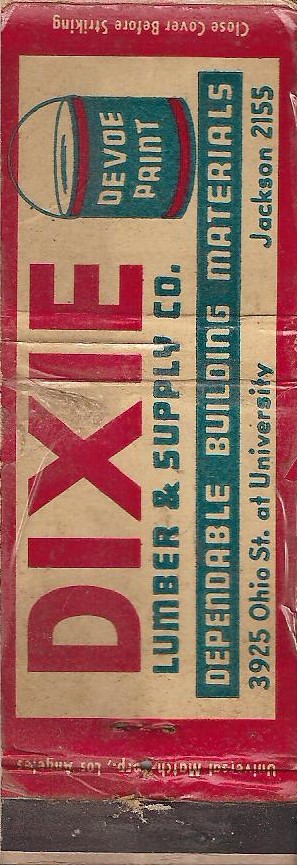 Close Cover Before Striking
DEVOE
PAINT
DIXIE
LUMBER & SUPPLY CO.
DEPENDABLE BUILDING MATERIALS
3925 Ohio St. at University Jackson 2155
Universal Match Corp., Los Angeles